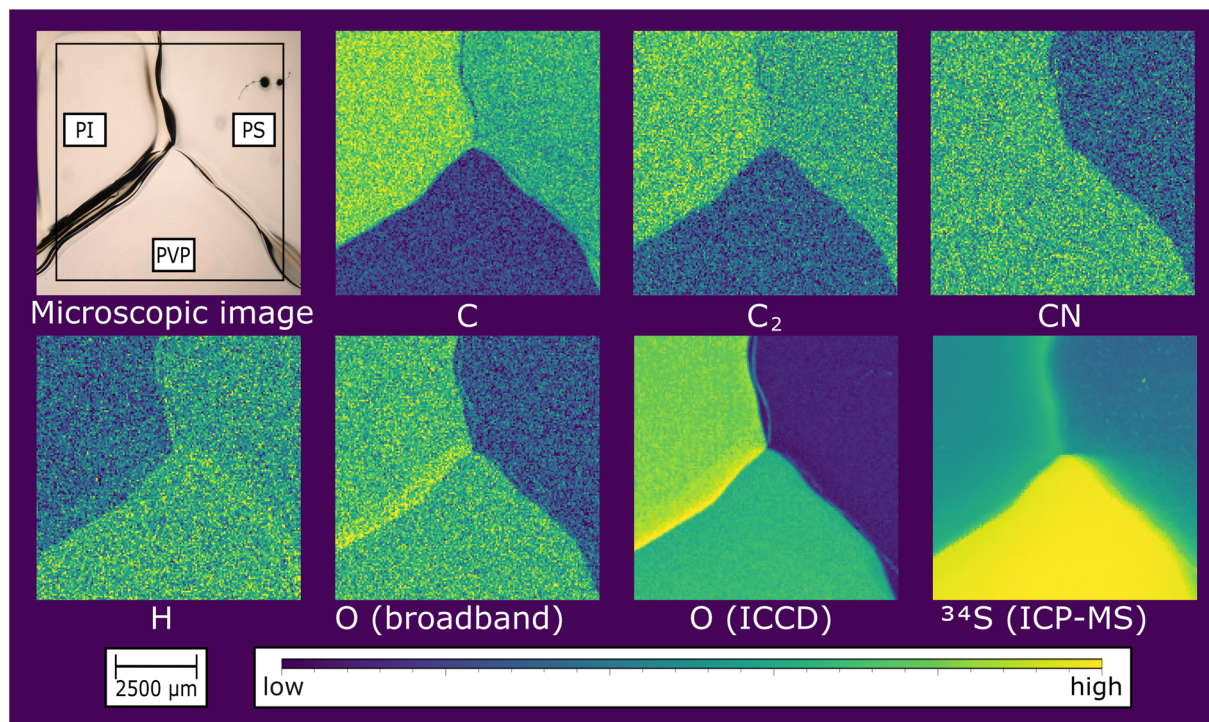 PI
PS
PVP
Microscopic image
C
C₂
CN
H
O (broadband)
O (ICCD)
³⁴S (ICP-MS)
2500 µm
low
high